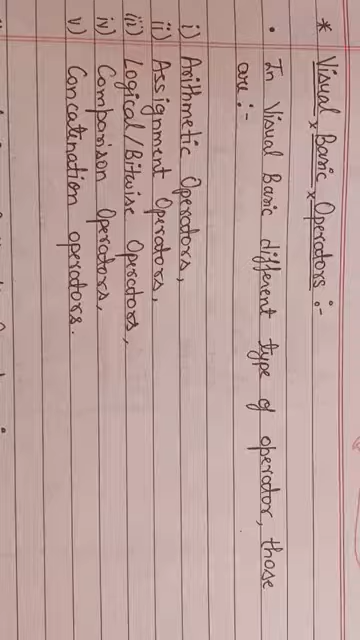 * Visual Basic Operators :-
• In Visual Basic different type of operator, those
are :-
i) Arithmetic Operators,
ii) Assignment Operators,
iii) Logical/Bitwise Operators,
iv) Comparison Operators,
v) Concatenation operators.